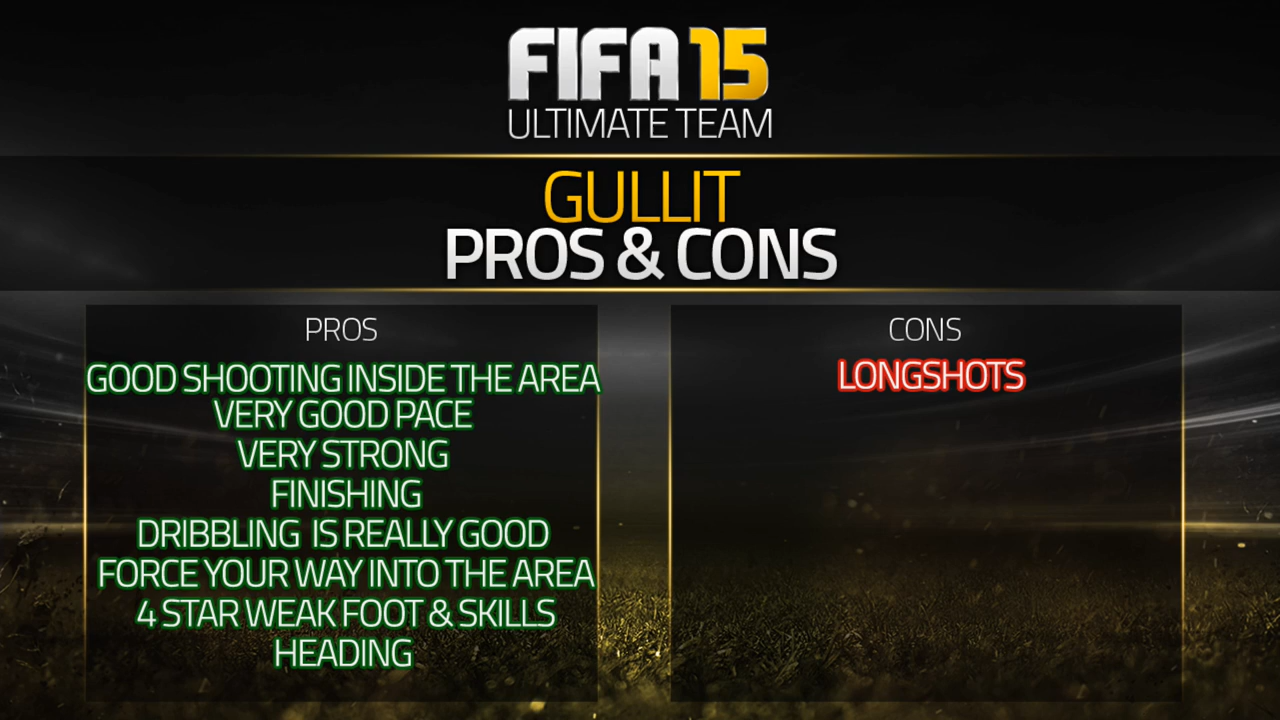 FIFA 15
ULTIMATE TEAM
GULLIT
PROS & CONS
PROS
GOOD SHOOTING INSIDE THE AREA
VERY GOOD PACE
VERY STRONG
FINISHING
DRIBBLING IS REALLY GOOD
FORCE YOUR WAY INTO THE AREA
4 STAR WEAK FOOT & SKILLS
HEADING
CONS
LONGSHOTS